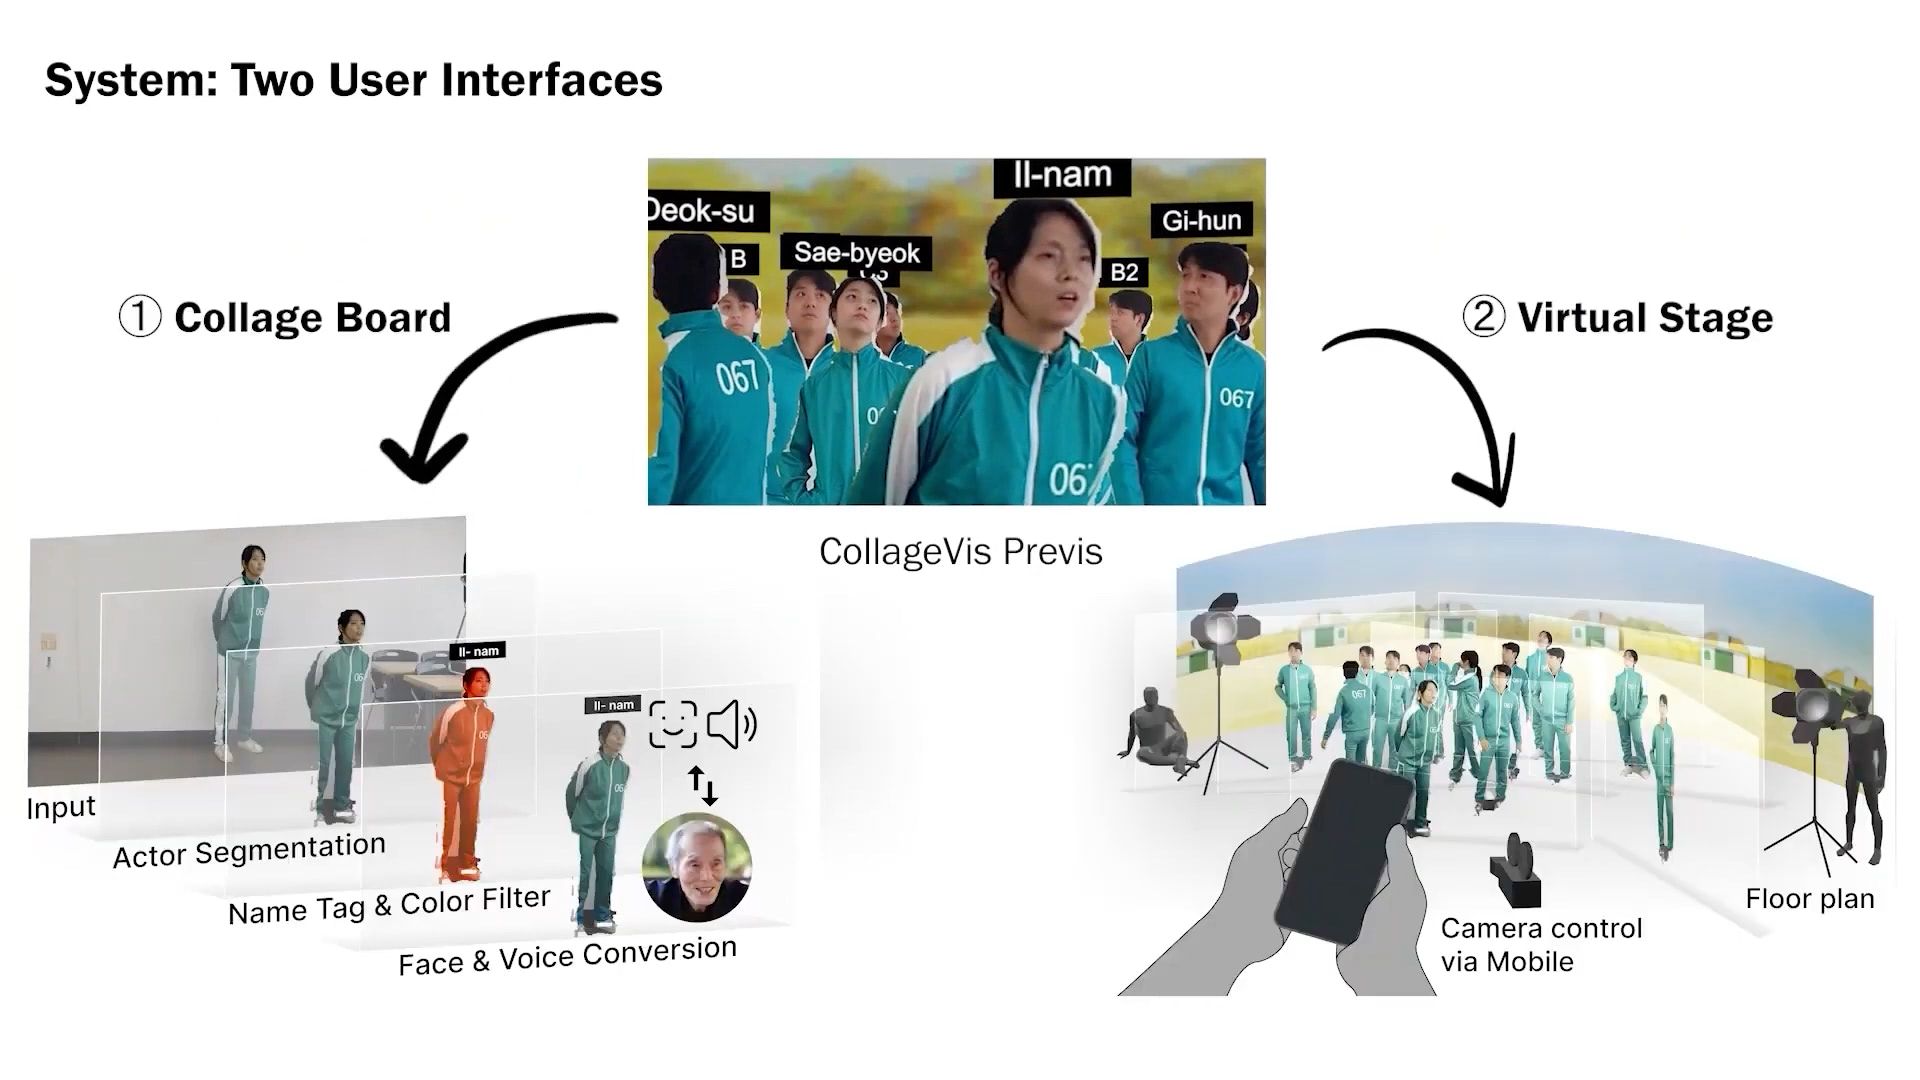 System: Two User Interfaces
Il-nam
Deok-su
Gi-hun
B
Sae-byeok
C3
B2
067
067
06
① Collage Board
② Virtual Stage
CollageVis Previs
Il- nam
Il- nam
067
Input
Actor Segmentation
Name Tag & Color Filter
Face & Voice Conversion
Camera control
via Mobile
Floor plan